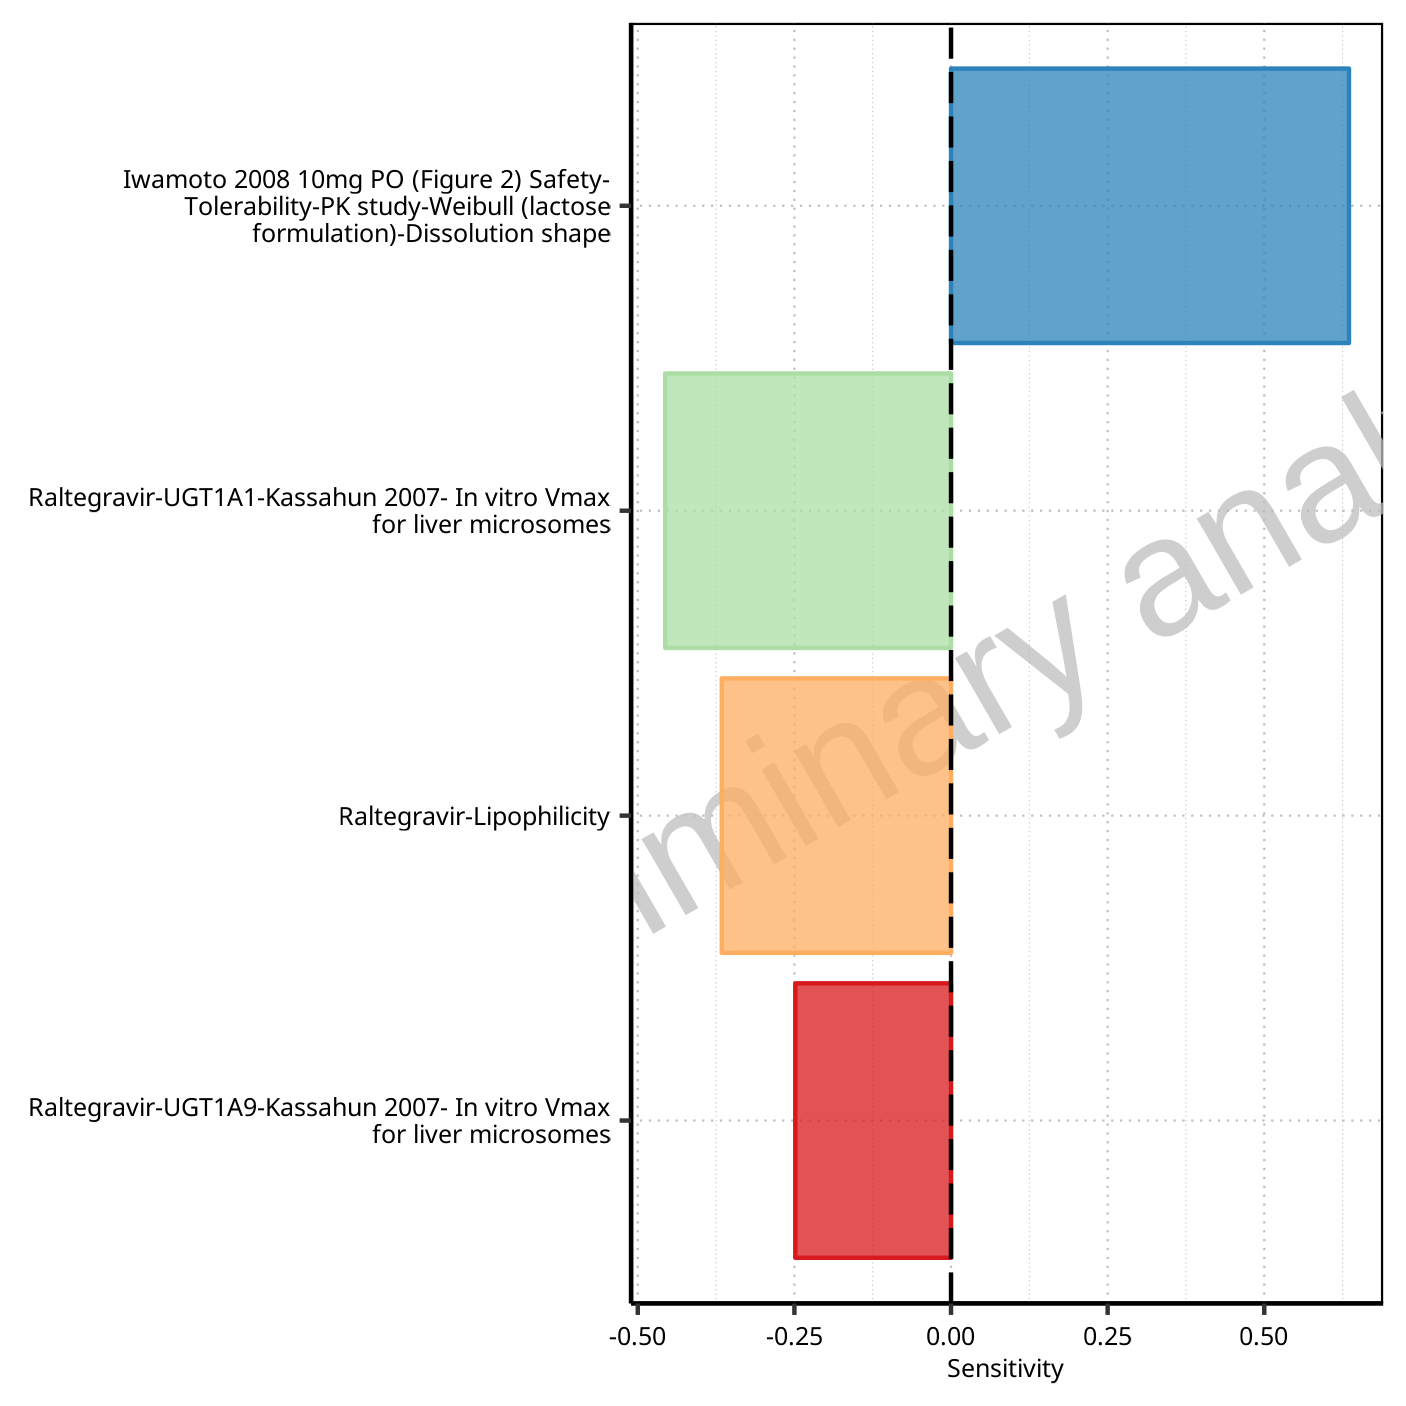 Iwamoto 2008 10mg PO (Figure 2) Safety-
Tolerability-PK study-Weibull (lactose
formulation)-Dissolution shape
Raltegravir-UGT1A1-Kassahun 2007- In vitro Vmax
for liver microsomes
Raltegravir-Lipophilicity
Raltegravir-UGT1A9-Kassahun 2007- In vitro Vmax
for liver microsomes
minary anal
-0.50 -0.25 0.00 0.25 0.50
Sensitivity